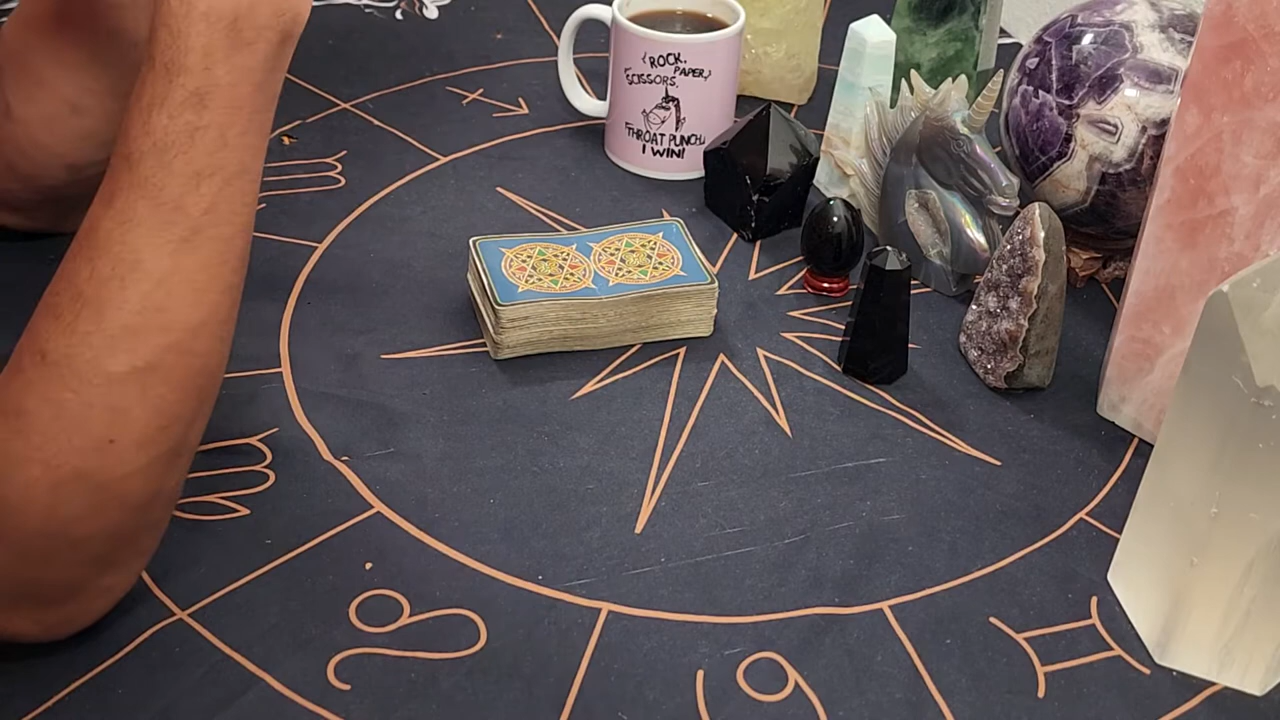 ROCK,
PAPER,
SCISSORS,
THROAT PUNCH,
I WIN!